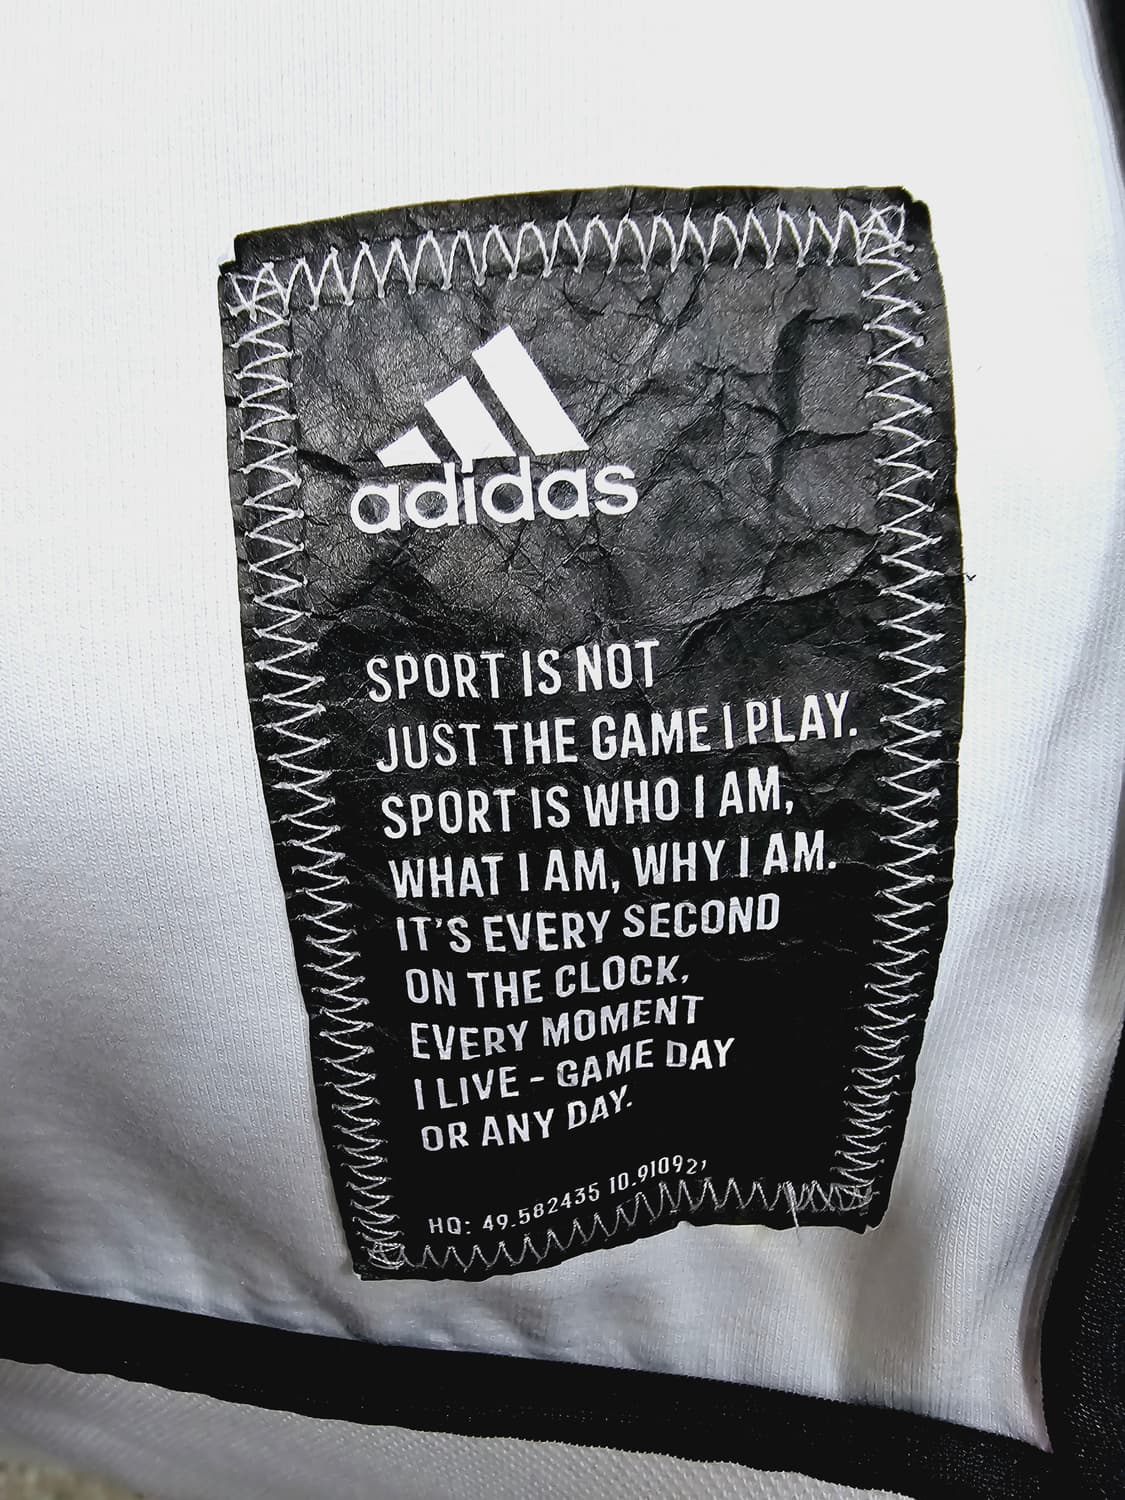 adidas
SPORT IS NOT
JUST THE GAME I PLAY.
SPORT IS WHO I AM,
WHAT I AM, WHY I AM.
IT'S EVERY SECOND
ON THE CLOCK,
EVERY MOMENT
I LIVE - GAME DAY
OR ANY DAY.
HQ: 49.582435 10.910921